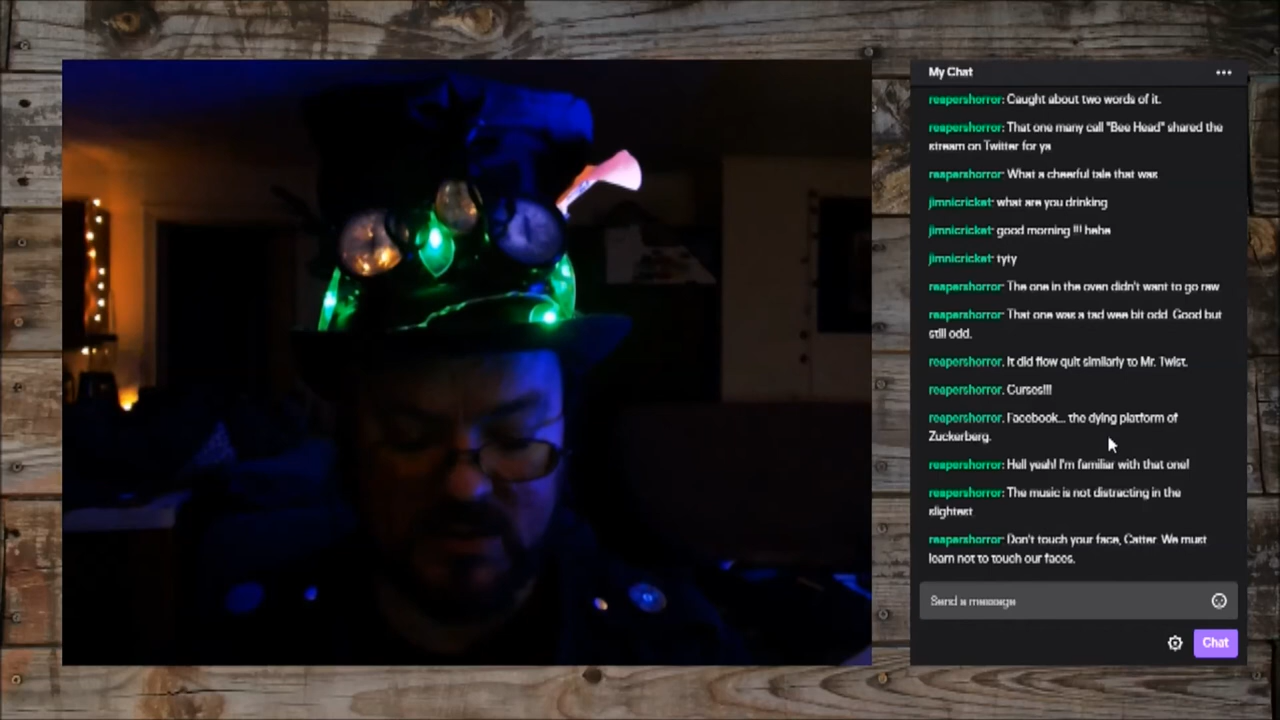 My Chat
reapershorror: Caught about two words of it.
reapershorror: That one many call "Bee Head" shared the
stream on Twitter for ya
reapershorror: What a cheerful tale that was
jimnicricket: what are you drinking
jimnicricket: good morning !!! hehe
jimnicricket: tyty
reapershorror: The one in the oven didn't want to go raw
reapershorror: That one was a tad wee bit odd. Good but
still odd.
reapershorror: It did flow quit similarly to Mr. Twist.
reapershorror: Curses!!!
reapershorror: Facebook... the dying platform of
Zuckerberg.
reapershorror: Hell yeah! I'm familiar with that one!
reapershorror: The music is not distracting in the
slightest.
reapershorror: Don't touch your face, Catter. We must
learn not to touch our faces.
Send a message
Chat